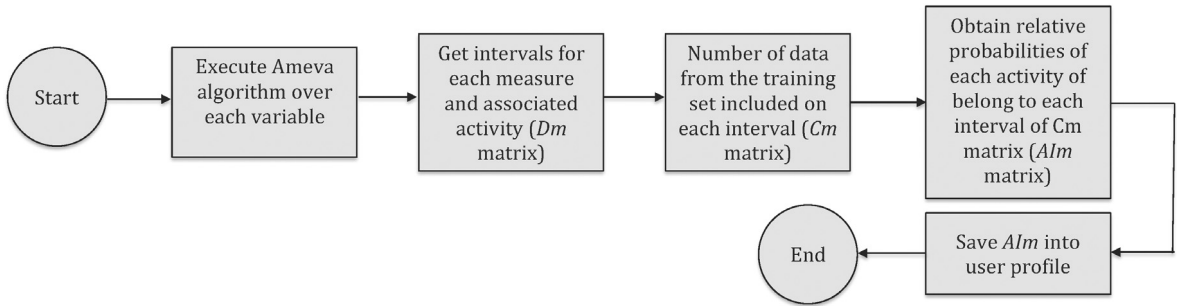 Start
Execute Ameva
algorithm over
each variable
Get intervals for
each measure
and associated
activity (Dm
matrix)
Number of data
from the training
set included on
each interval (Cm
matrix)
Obtain relative
probabilities of
each activity of
belong to each
interval of Cm
matrix (AIm
matrix)
Save AIm into
user profile
End